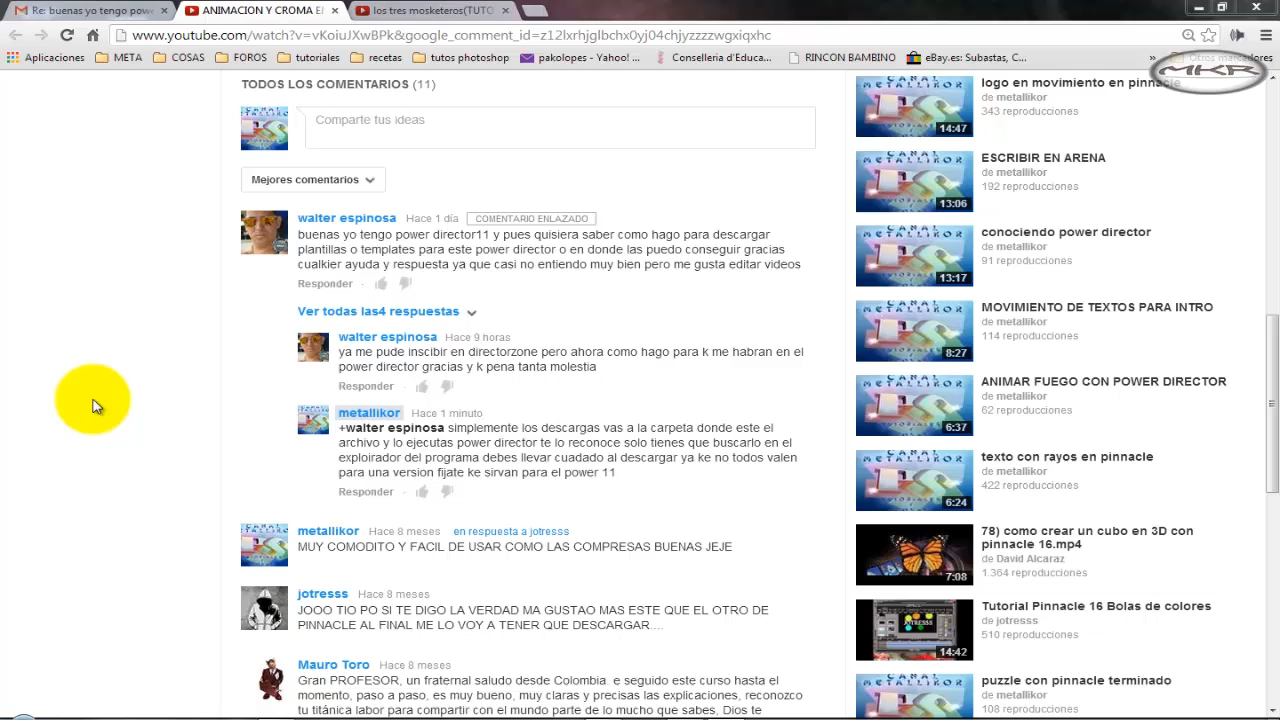 Re: buenas yo tengo powe
ANIMACION Y CROMA E
los tres mosketeros(TUTO
www.youtube.com/watch?v=vKoiuJXwBPk&google_comment_id=z12lxrhjglbchx0yj04chjyzzzzwgxiqxhc
Aplicaciones META COSAS FOROS tutoriales recetas tutos photoshop pakolopes - Yahoo!... Conselleria d'Educa... RINCON BAMBINO eBay.es: Subastas, C... » Otros marcadores
MKR
TODOS LOS COMENTARIOS (11)
Comparte tus ideas
Mejores comentarios
walter espinosa Hace 1 día COMENTARIO ENLAZADO
buenas yo tengo power director11 y pues quisiera saber como hago para descargar
plantillas o templates para este power director o en donde las puedo conseguir gracias
cualkier ayuda y respuesta ya que casi no entiendo muy bien pero me gusta editar videos
Responder
Ver todas las4 respuestas
walter espinosa Hace 9 horas
ya me pude inscibir en directorzone pero ahora como hago para k me habran en el
power director gracias y k pena tanta molestia
Responder
metallikor Hace 1 minuto
+walter espinosa simplemente los descargas vas a la carpeta donde este el
archivo y lo ejecutas power director te lo reconoce solo tienes que buscarlo en el
exploirador del programa debes llevar cuadado al descargar ya ke no todos valen
para una version fijate ke sirvan para el power 11
Responder
metallikor Hace 8 meses en respuesta a jotresss
MUY COMODITO Y FACIL DE USAR COMO LAS COMPRESAS BUENAS JEJE
jotresss Hace 8 meses
JOOO TIO PO SI TE DIGO LA VERDAD MA GUSTAO MAS ESTE QUE EL OTRO DE
PINNACLE AL FINAL ME LO VOY A TENER QUE DESCARGAR....
Mauro Toro Hace 8 meses
Gran PROFESOR, un fraternal saludo desde Colombia. e seguido este curso hasta el
momento, paso a paso, es muy bueno, muy claras y precisas las explicaciones, reconozco
tu titánica labor para compartir con el mundo parte de lo mucho que sabes, Dios te
logo en movimiento en pinnacle
de metallikor
343 reproducciones
14:47
ESCRIBIR EN ARENA
de metallikor
192 reproducciones
13:06
conociendo power director
de metallikor
91 reproducciones
13:17
MOVIMIENTO DE TEXTOS PARA INTRO
de metallikor
114 reproducciones
8:27
ANIMAR FUEGO CON POWER DIRECTOR
de metallikor
62 reproducciones
6:37
texto con rayos en pinnacle
de metallikor
422 reproducciones
6:24
78) como crear un cubo en 3D con
pinnacle 16.mp4
de David Alcaraz
1.364 reproducciones
7:08
Tutorial Pinnacle 16 Bolas de colores
de jotresss
510 reproducciones
14:42
puzzle con pinnacle terminado
de metallikor
108 reproducciones